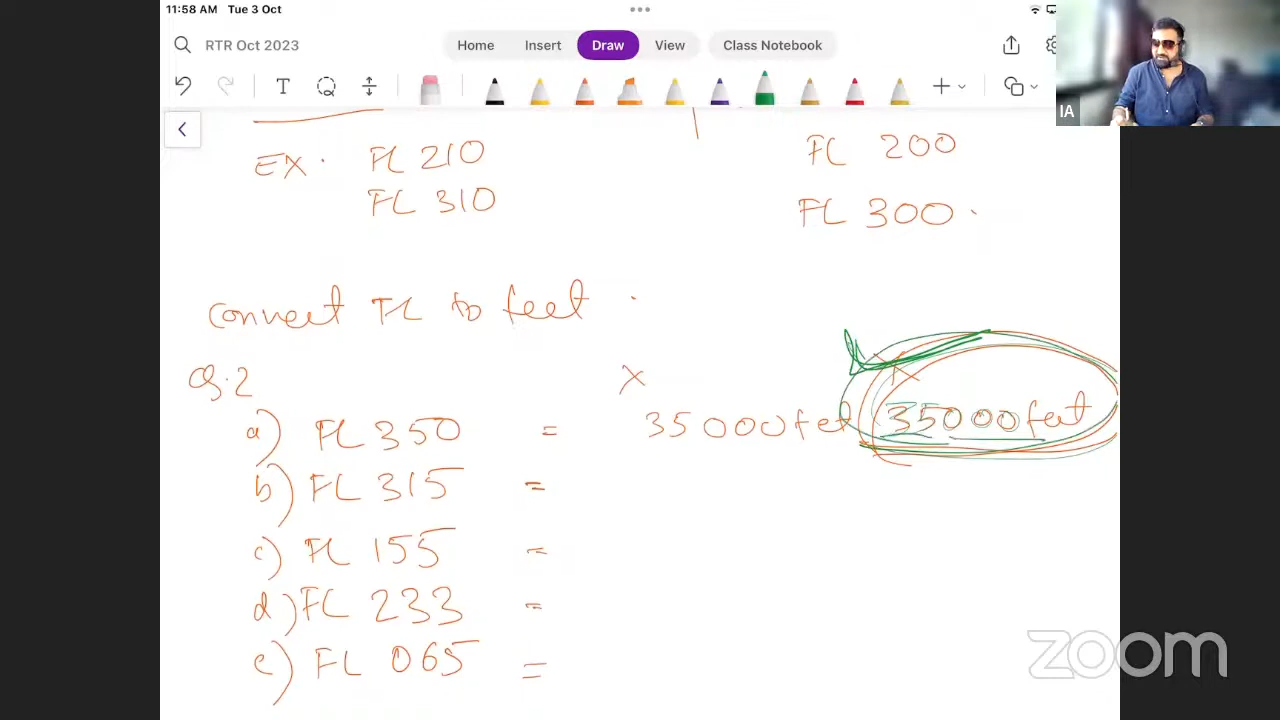 11:58 AM Tue 3 Oct
RTR Oct 2023
Home Insert Draw View Class Notebook
IA
EX. FL 210 FL 200
FL 310 FL 300.
Convert FL to feet.
Q.2
X X
a) FL 350 = 35000 feet 35000 feet
b) FL 315 =
c) FL 155 =
d) FL 233 =
e) FL 065 =
zoom